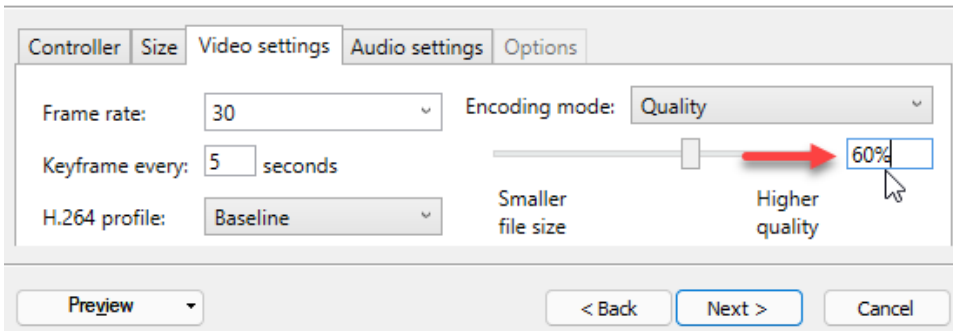 Controller Size Video settings Audio settings Options
Frame rate: 30
Encoding mode: Quality
60%
Keyframe every: 5 seconds
Smaller
file size
Higher
quality
H.264 profile: Baseline
Preview
< Back Next > Cancel